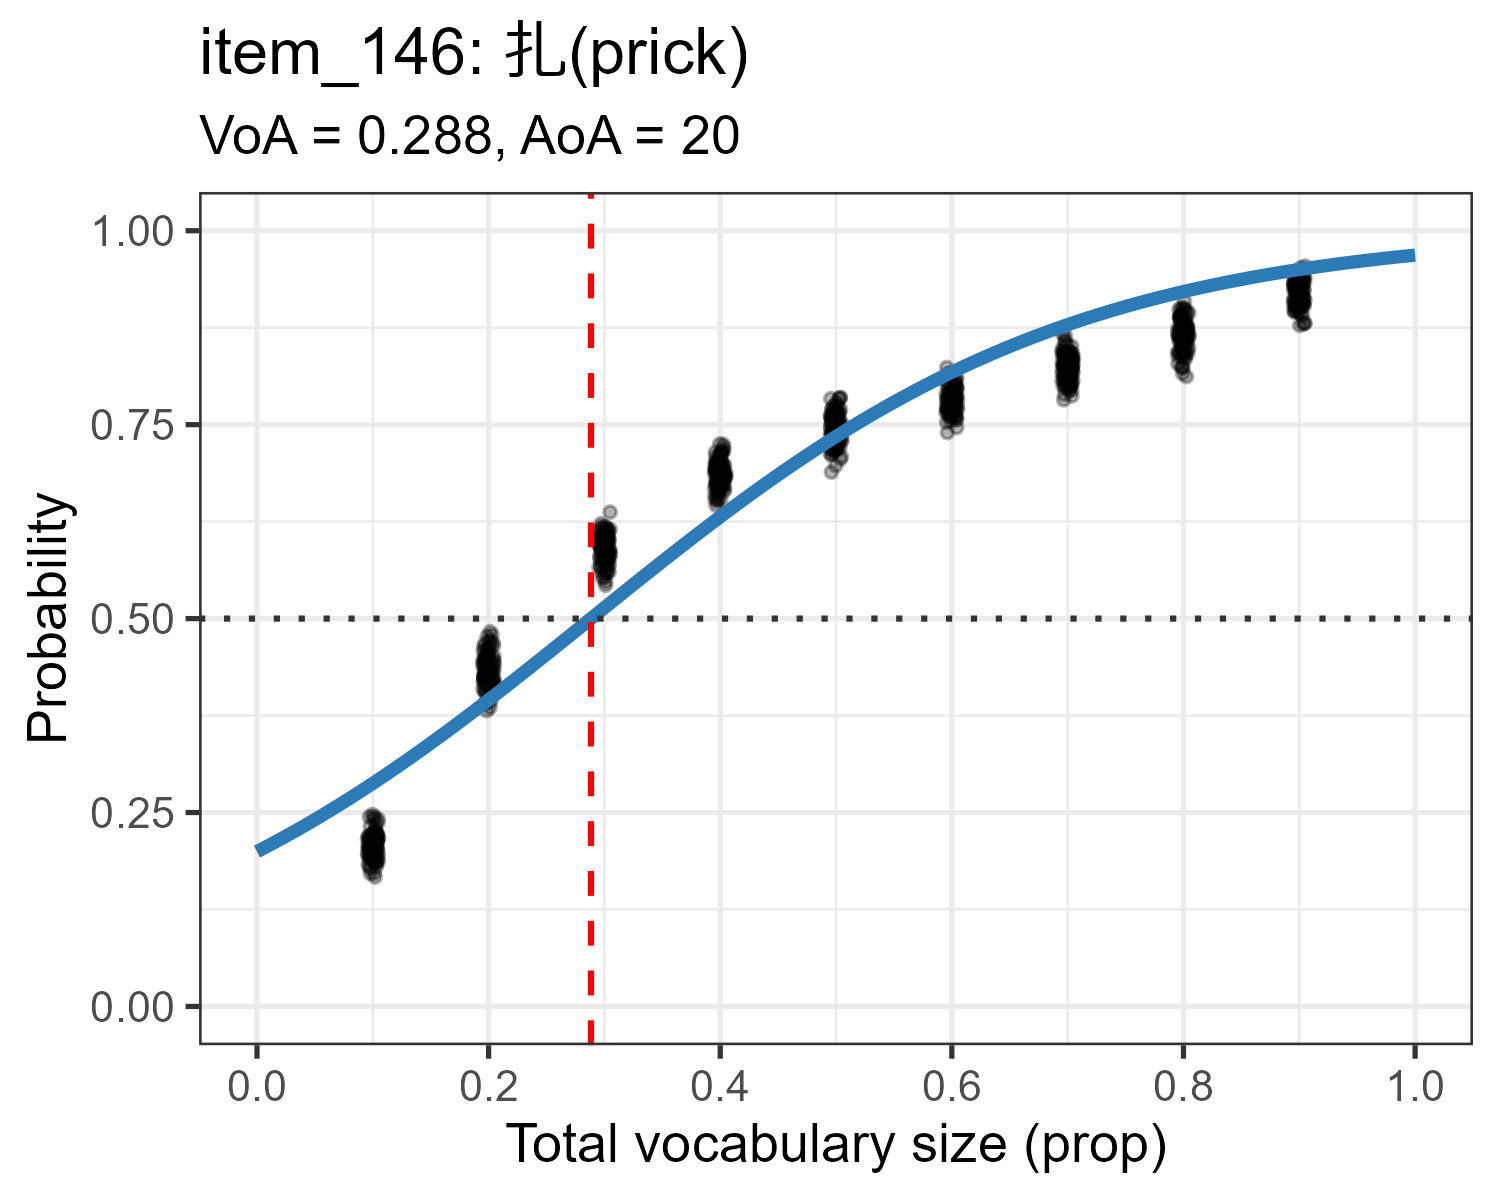 item_146: 扎(prick)
VoA = 0.288, AoA = 20
1.00
0.75
0.50
0.25
0.00
Probability
0.0 0.2 0.4 0.6 0.8 1.0
Total vocabulary size (prop)